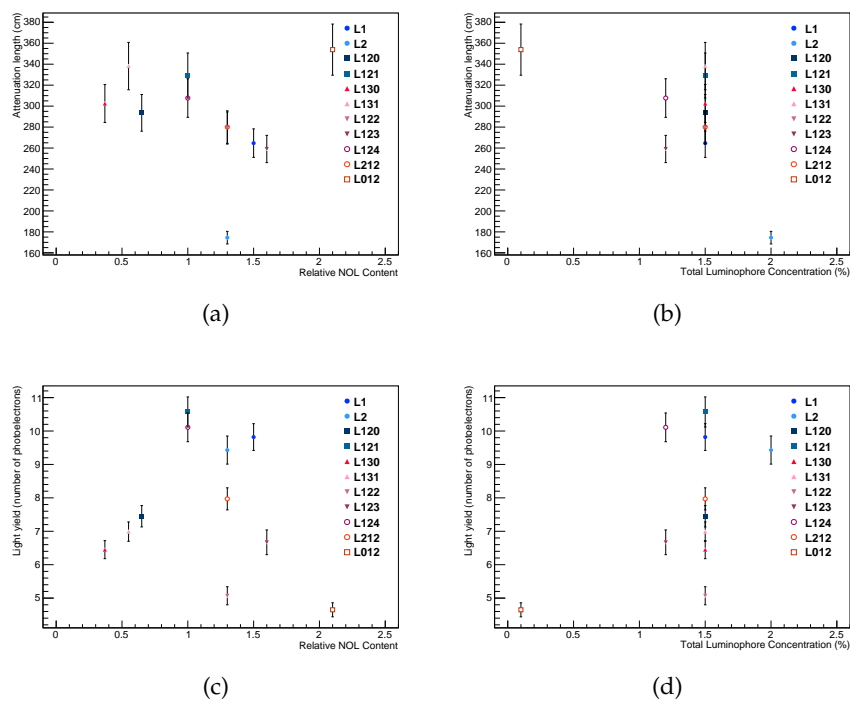 Attenuation length (cm)
380
360
340
320
300
280
260
240
220
200
180
160
0
0.5
1
1.5
2
2.5
Relative NOL Content
L1
L2
L120
L121
L130
L131
L122
L123
L124
L212
L012
(a)
Attenuation length (cm)
380
360
340
320
300
280
260
240
220
200
180
160
0
0.5
1
1.5
2
2.5
Total Luminophore Concentration (%)
L1
L2
L120
L121
L130
L131
L122
L123
L124
L212
L012
(b)
Light yield (number of photoelectrons)
11
10
9
8
7
6
5
0
0.5
1
1.5
2
2.5
Relative NOL Content
L1
L2
L120
L121
L130
L131
L122
L123
L124
L212
L012
(c)
Light yield (number of photoelectrons)
11
10
9
8
7
6
5
0
0.5
1
1.5
2
2.5
Total Luminophore Concentration (%)
L1
L2
L120
L121
L130
L131
L122
L123
L124
L212
L012
(d)